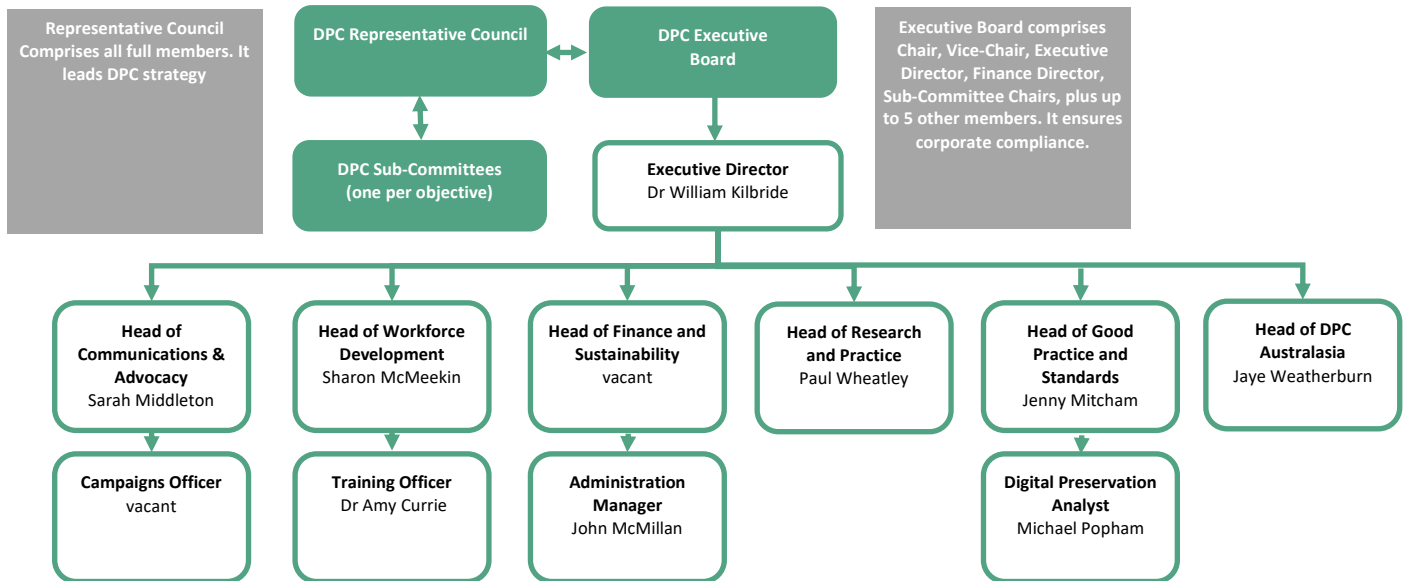 Representative Council
Comprises all full members. It
leads DPC strategy
DPC Representative Council
DPC Executive
Board
Executive Board comprises
Chair, Vice-Chair, Executive
Director, Finance Director,
Sub-Committee Chairs, plus up
to 5 other members. It ensures
corporate compliance.
DPC Sub-Committees
(one per objective)
Executive Director
Dr William Kilbride
Head of
Communications &
Advocacy
Sarah Middleton
Head of Workforce
Development
Sharon McMeekin
Head of Finance and
Sustainability
vacant
Head of Research
and Practice
Paul Wheatley
Head of Good
Practice and
Standards
Jenny Mitcham
Head of DPC
Australasia
Jaye Weatherburn
Campaigns Officer
vacant
Training Officer
Dr Amy Currie
Administration
Manager
John McMillan
Digital Preservation
Analyst
Michael Popham